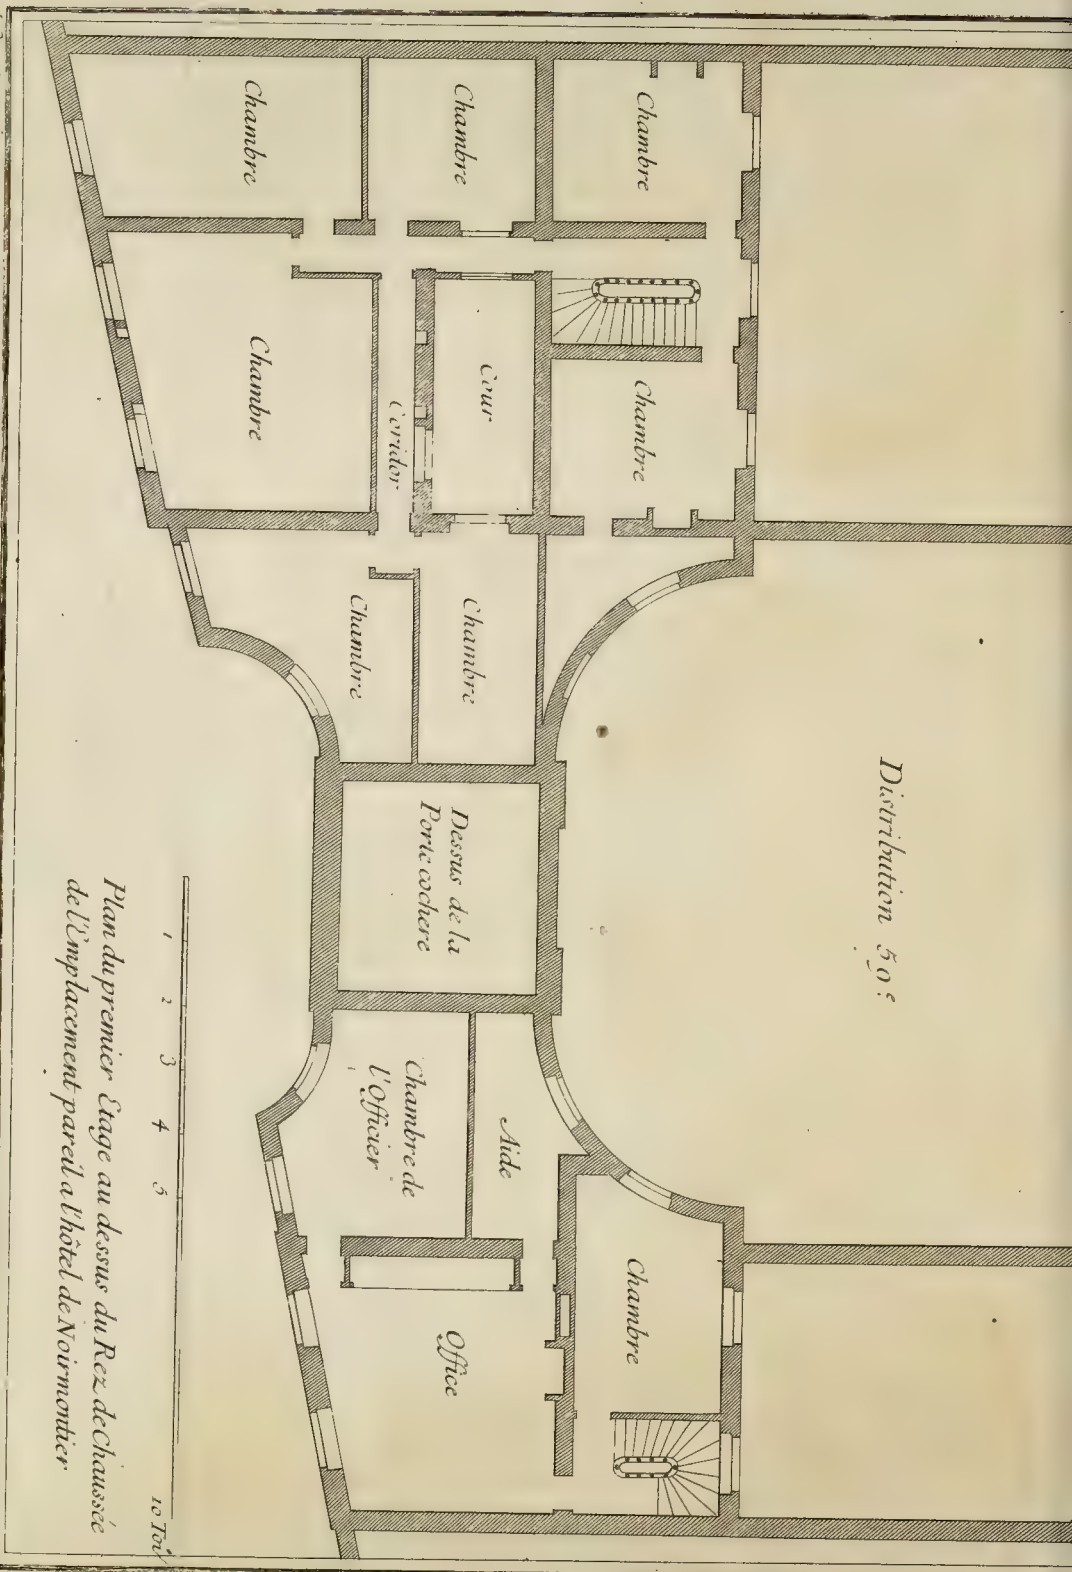 Distribution 59.e
Chambre
Chambre
Chambre
Chambre
Cour
Coridor
Chambre
Chambre
Chambre
Dessus de la
Porte cochere
Aide
Chambre de
l'Officier
Chambre
Office
1 2 3 4 5 10 Toi.
Plan du premier Etage au dessus du Rez de Chaussée
de l'Emplacement pareil a l'hôtel de Noirmontier